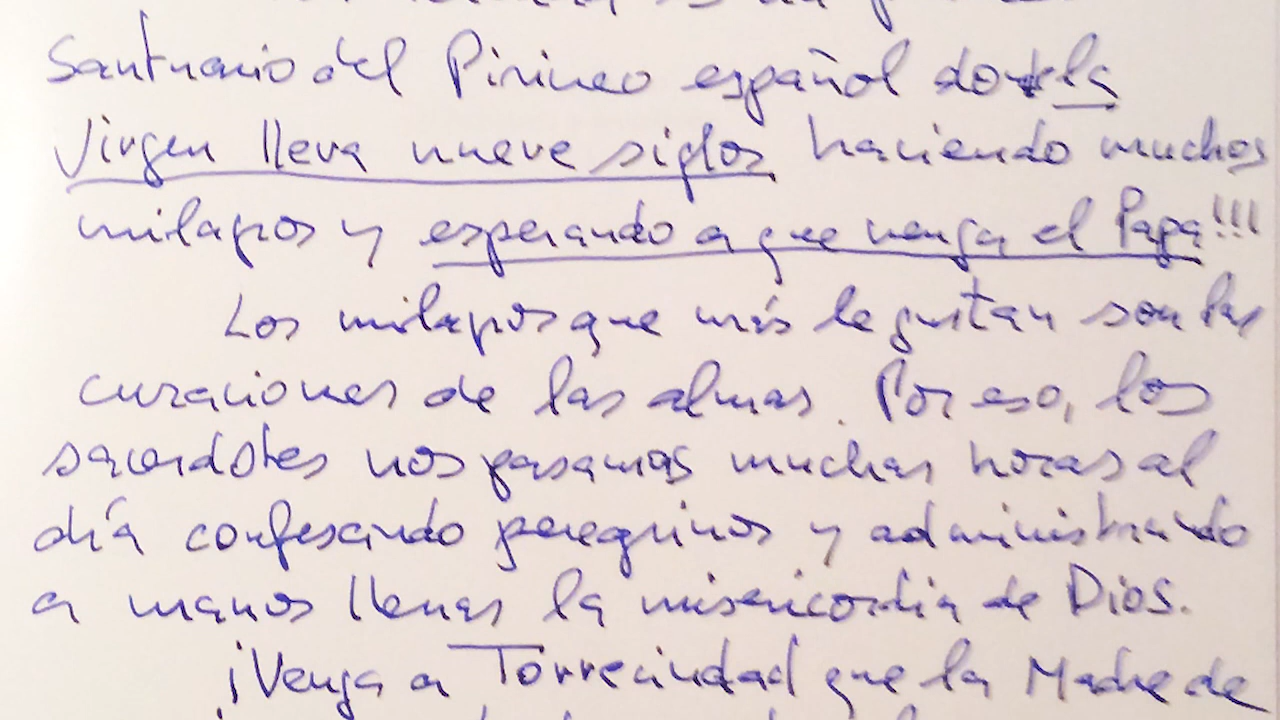 Santuario del Pirineo español do la
Virgen lleva nueve siglos haciendo muchos
milagros y esperando a que venga el Papa!!!
Los milagros que más le gustan son las
curaciones de las almas. Por eso, los
sacerdotes nos pasamos muchas horas al
día confesando peregrinos y administrando
a manos llenas la misericordia de Dios.
¡Venga a Torreciudad que la Madre de